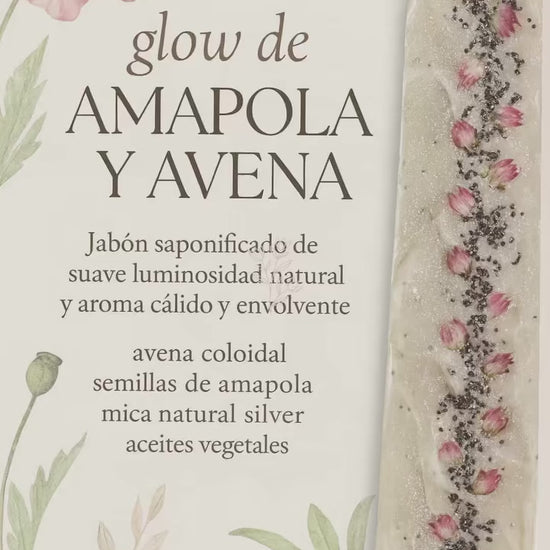 glow de
AMAPOLA
Y AVENA
Jabón saponificado de
suave luminosidad natural
y aroma cálido y envolvente
avena coloidal
semillas de amapola
mica natural silver
aceites vegetales